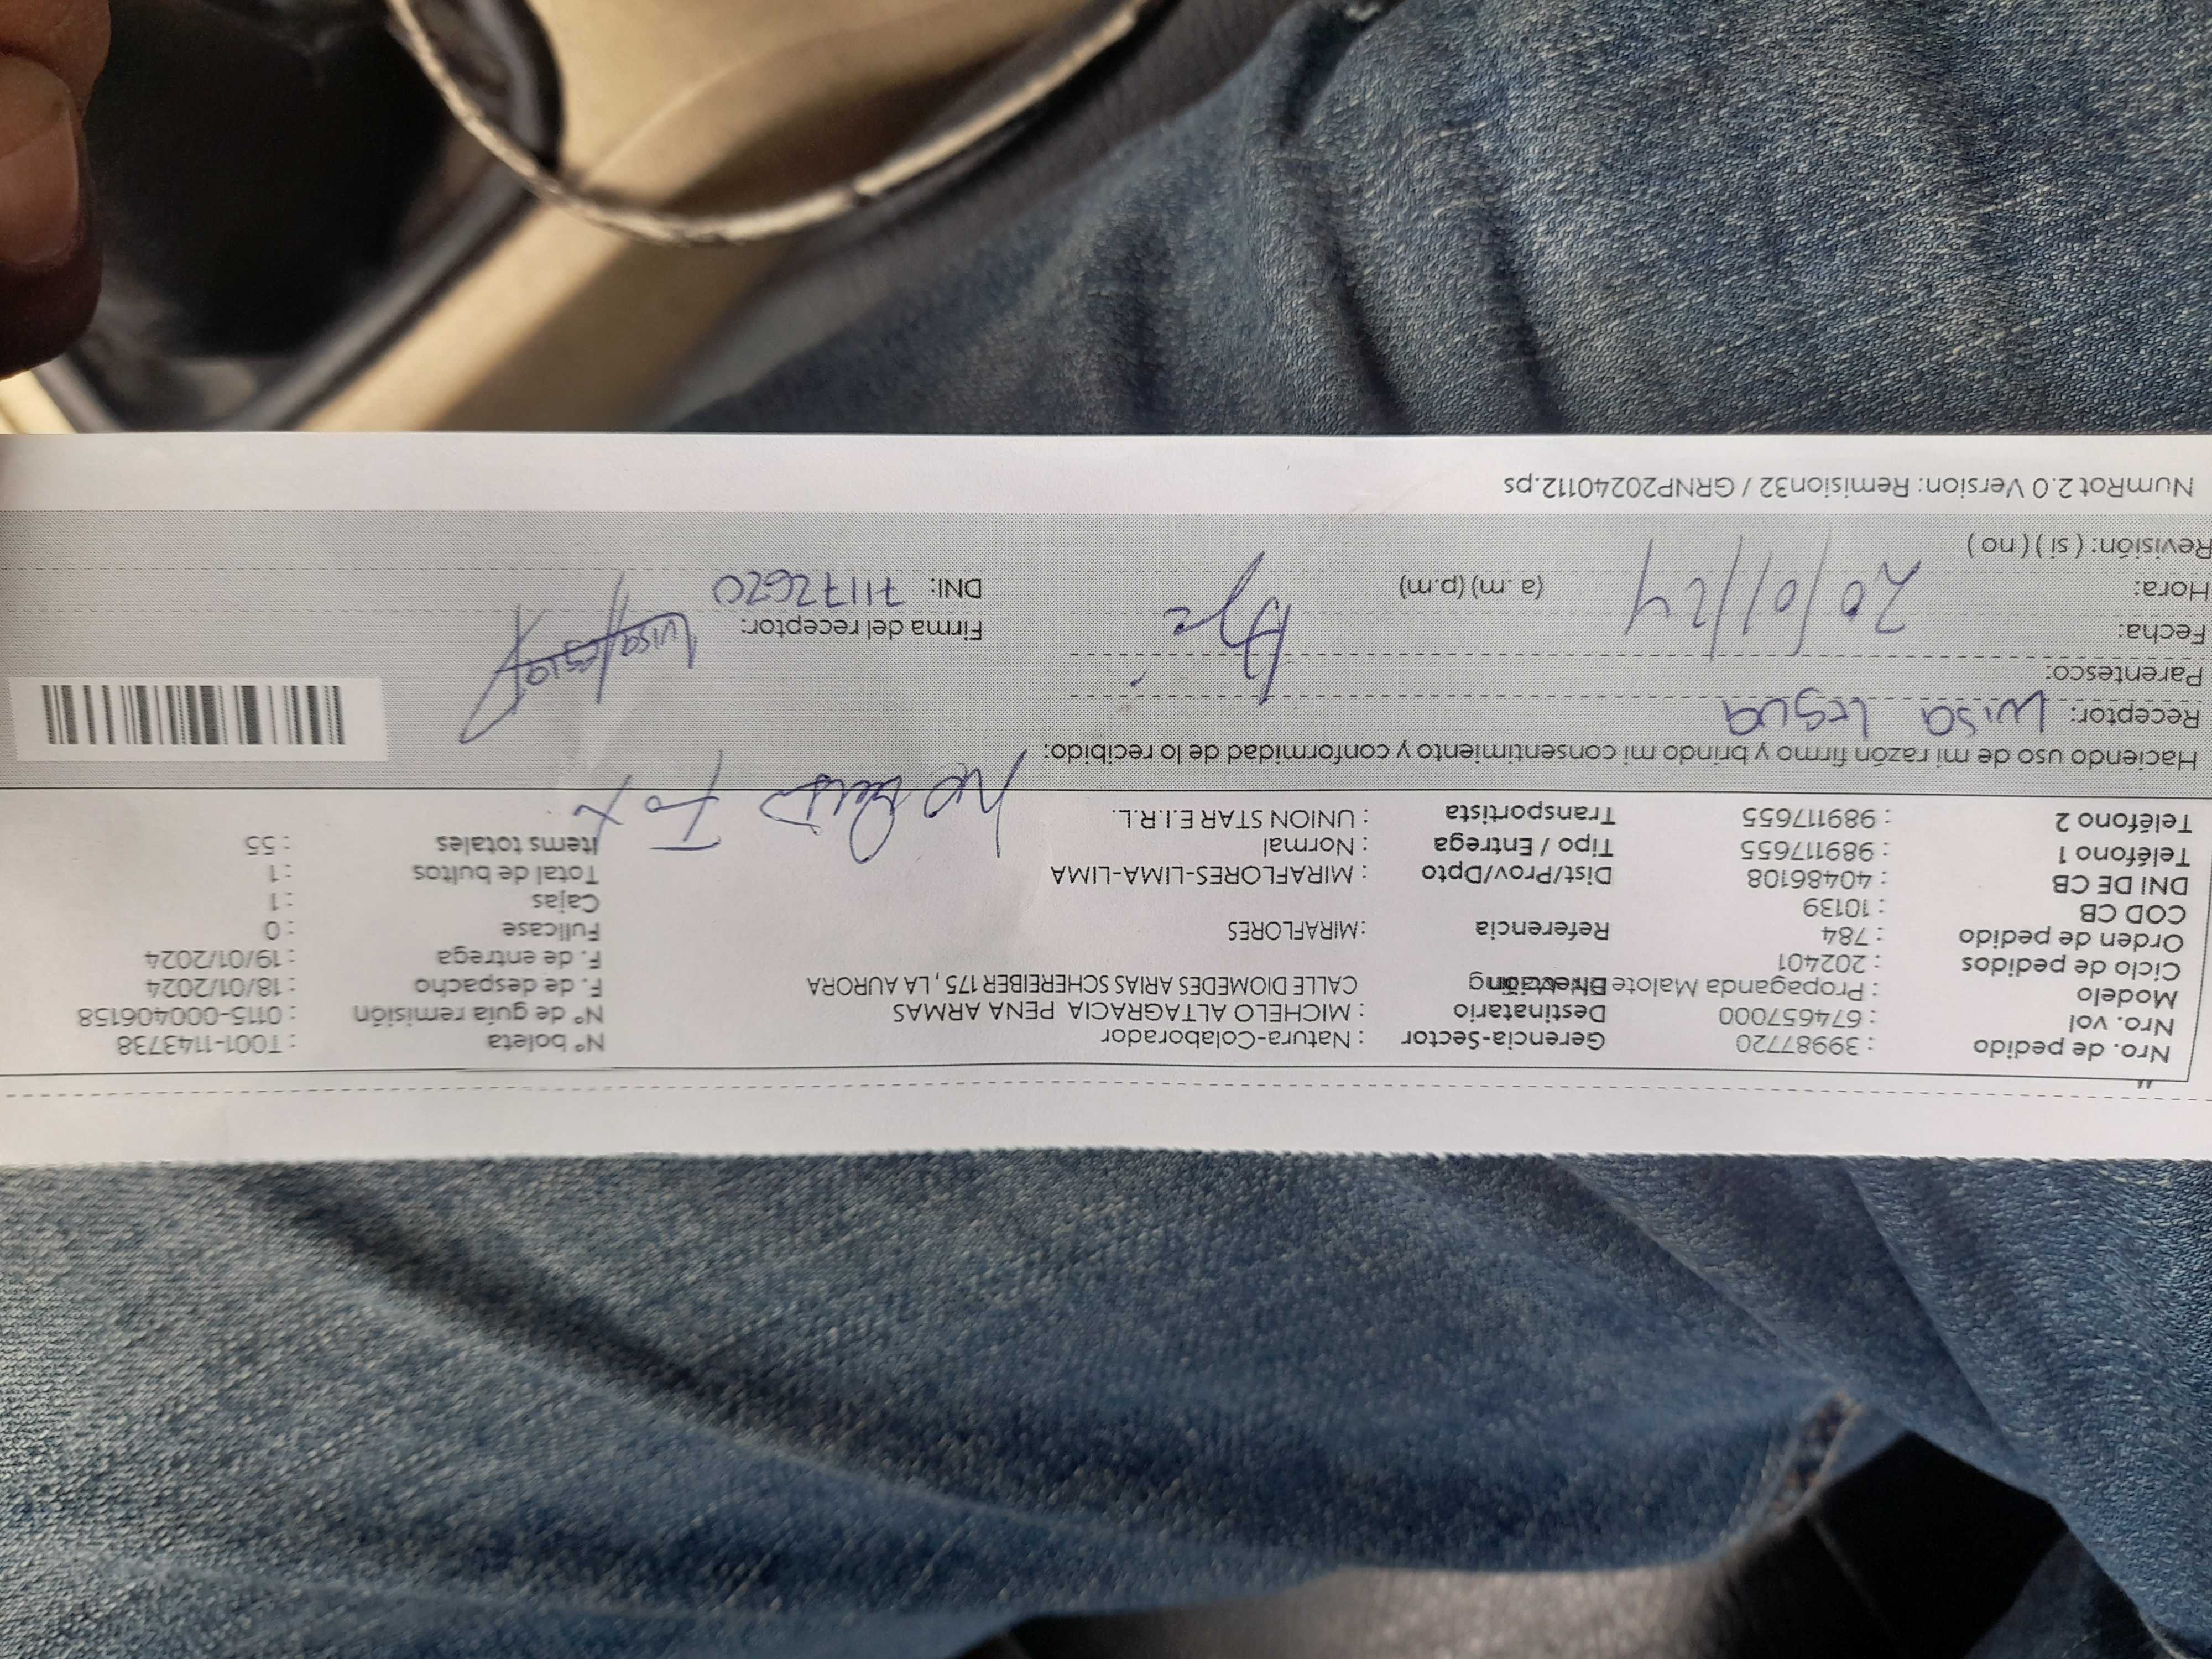 Nro. de pedido : 39987720 Gerencia-Sector : Natura-Colaborador N° boleta : T001-1143738
Nro. vol : 674657000 Destinatario : MICHELO ALTAGRACIA PENA ARMAS N° de guía remisión : 0115-000406158
Modelo : Propaganda Malote Dirección CALLE DIOMEDES ARIAS SCHEREIBER 175, LA AURORA F. de despacho : 18/01/2024
Ciclo de pedidos : 202401 F. de entrega : 19/01/2024
Orden de pedido : 784 Referencia : MIRAFLORES Fullcase : 0
COD CB : 10139 Cajas : 1
DNI DE CB : 40486108 Dist/Prov/Dpto : MIRAFLORES-LIMA-LIMA Total de bultos : 1
Teléfono 1 : 989117655 Tipo / Entrega : Normal Items totales : 55
Teléfono 2 : 989117655 Transportista : UNION STAR E.I.R.L.
Haciendo uso de mi razón firmo y brindo mi consentimiento y conformidad de lo recibido:
Receptor: Luisa Legua
Parentesco:
Fecha: 20/01/24 Firma del receptor:
Hora: (a.m) (p.m) DNI: 71172620
Revisión: ( si ) ( no )
NumRot 2.0 Version: Remision32 / GRNP20240112.ps